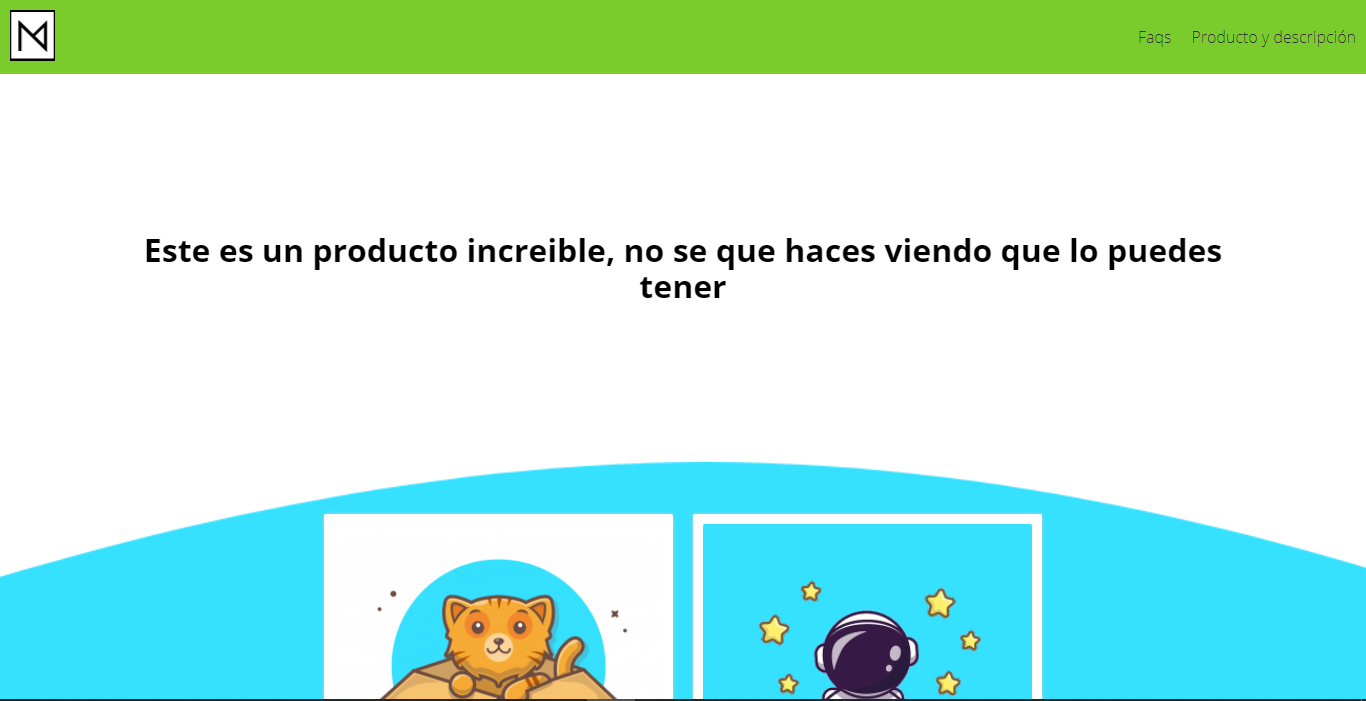 Faqs Producto y descripción
Este es un producto increible, no se que haces viendo que lo puedes
tener